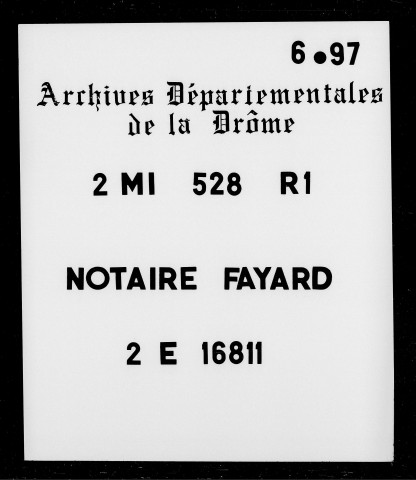 6•97
Archives Départementales
de la Drôme
2 MI 528 R1
NOTAIRE FAYARD
2 E 16811